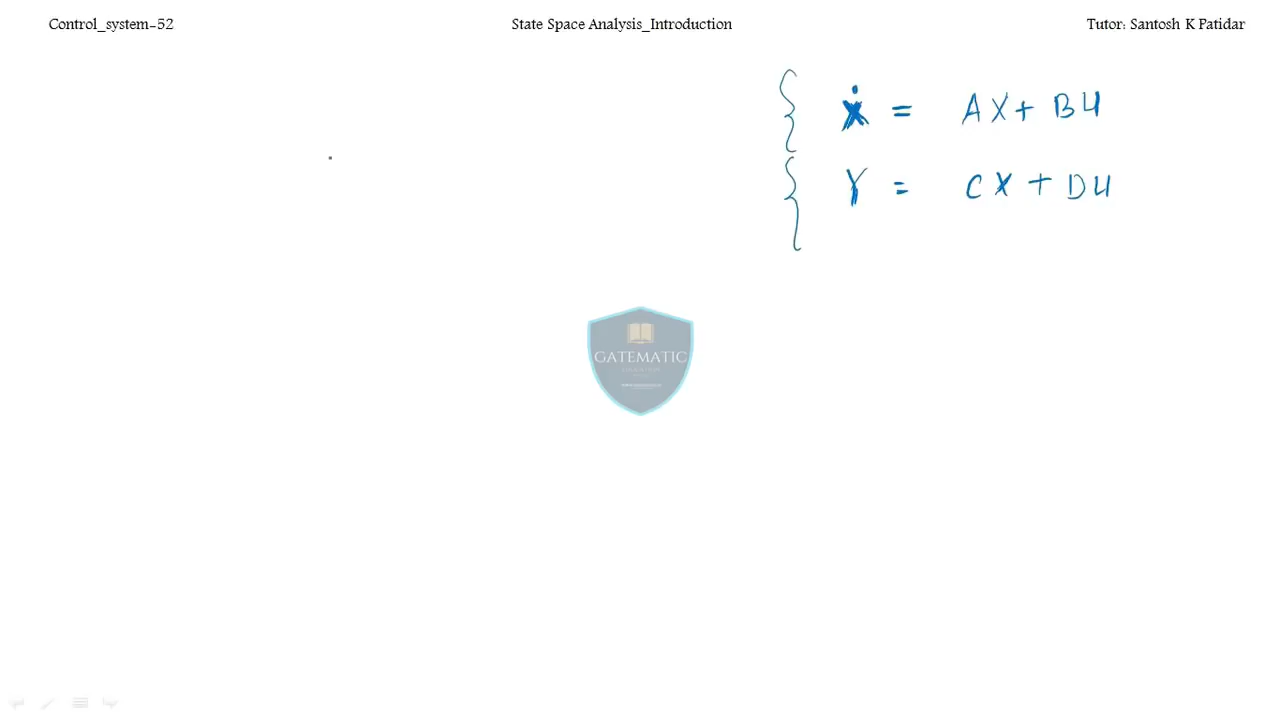 Control_system-52 State Space Analysis_Introduction Tutor: Santosh K Patidar
Ẋ = AX + BU
Y = CX + DU
GATEMATIC